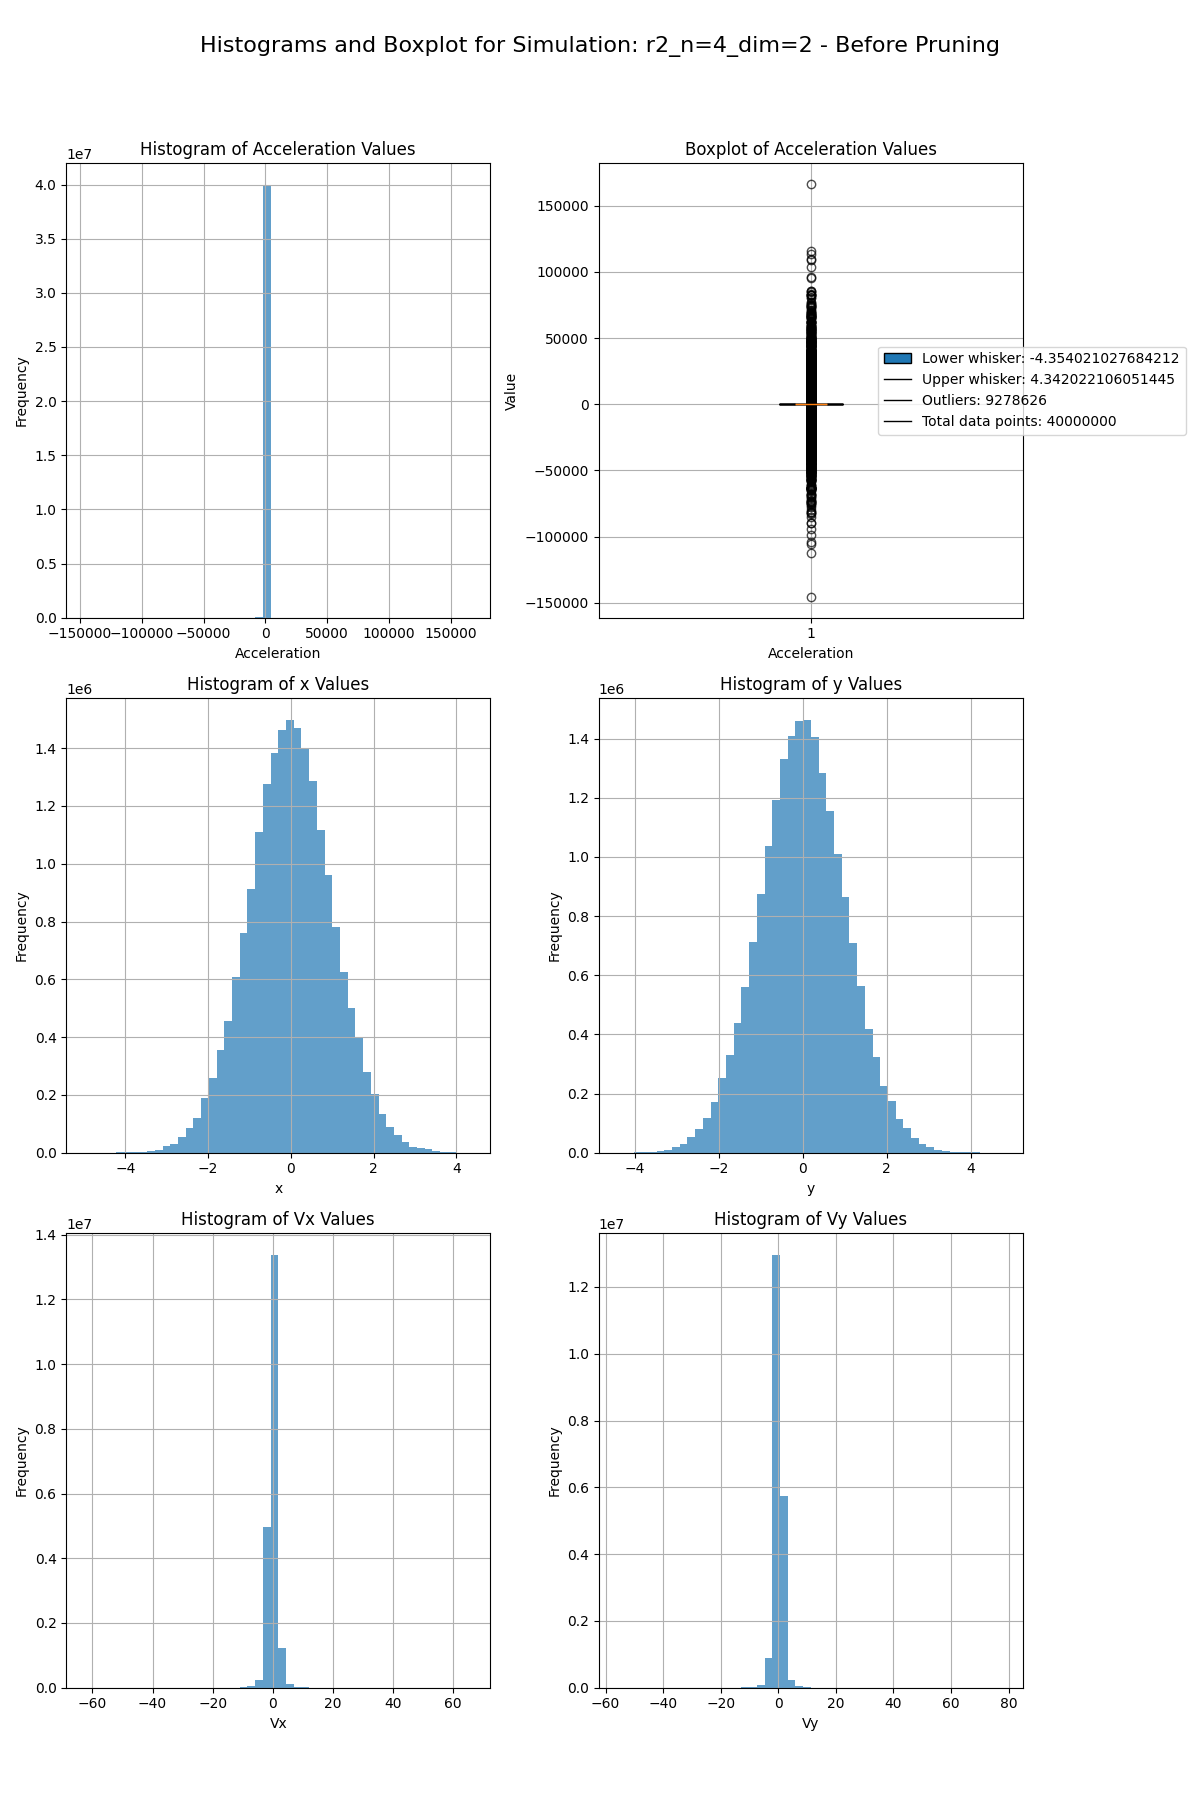 Histograms and Boxplot for Simulation: r2_n=4_dim=2 - Before Pruning
Histogram of Acceleration Values
1e7
4.0
3.5
3.0
2.5
2.0
1.5
1.0
0.5
0.0
Frequency
−150000 −100000 −50000 0 50000 100000 150000
Acceleration
Boxplot of Acceleration Values
150000
100000
50000
0
−50000
−100000
−150000
Value
Lower whisker: -4.354021027684212
Upper whisker: 4.342022106051445
Outliers: 9278626
Total data points: 40000000
1
Acceleration
Histogram of x Values
1e6
1.4
1.2
1.0
0.8
0.6
0.4
0.2
0.0
Frequency
−4 −2 0 2 4
x
Histogram of y Values
1e6
1.4
1.2
1.0
0.8
0.6
0.4
0.2
0.0
Frequency
−4 −2 0 2 4
y
Histogram of Vx Values
1e7
1.4
1.2
1.0
0.8
0.6
0.4
0.2
0.0
Frequency
−60 −40 −20 0 20 40 60
Vx
Histogram of Vy Values
1e7
1.2
1.0
0.8
0.6
0.4
0.2
0.0
Frequency
−60 −40 −20 0 20 40 60 80
Vy